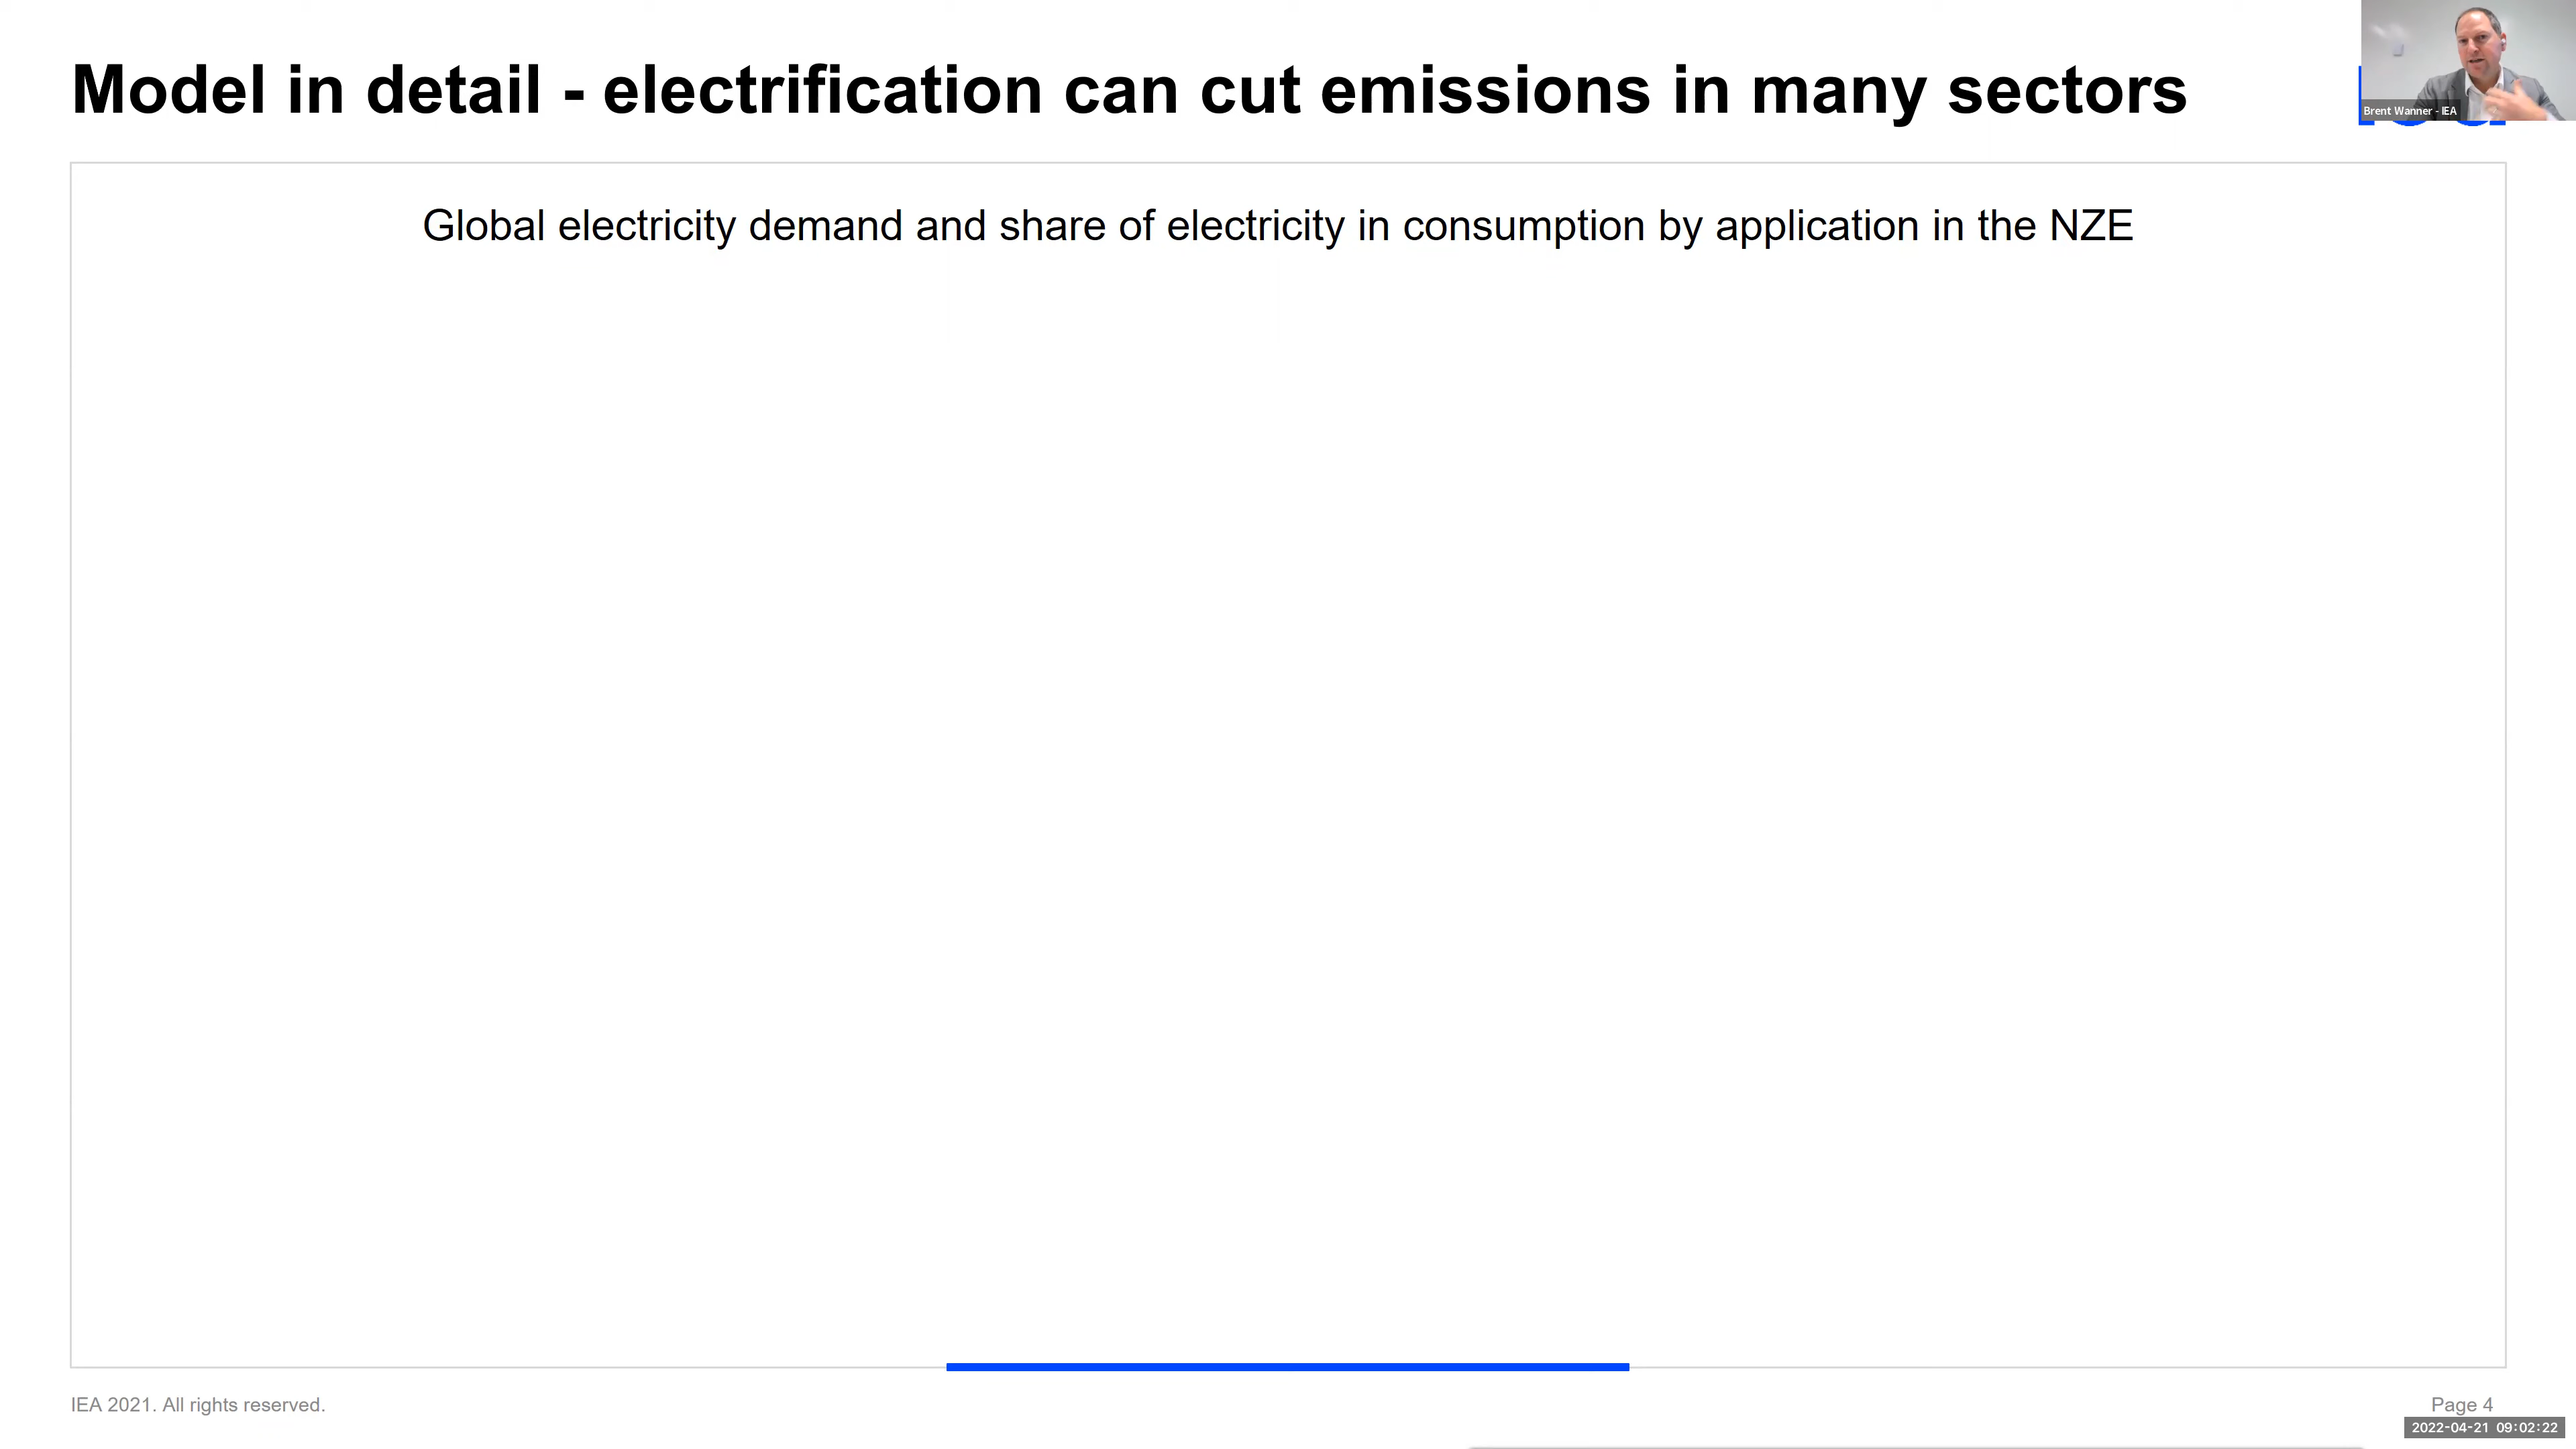 Model in detail - electrification can cut emissions in many sectors
Brent Wanner - IEA
Global electricity demand and share of electricity in consumption by application in the NZE
IEA 2021. All rights reserved.
Page 4
2022-04-21 09:02:22